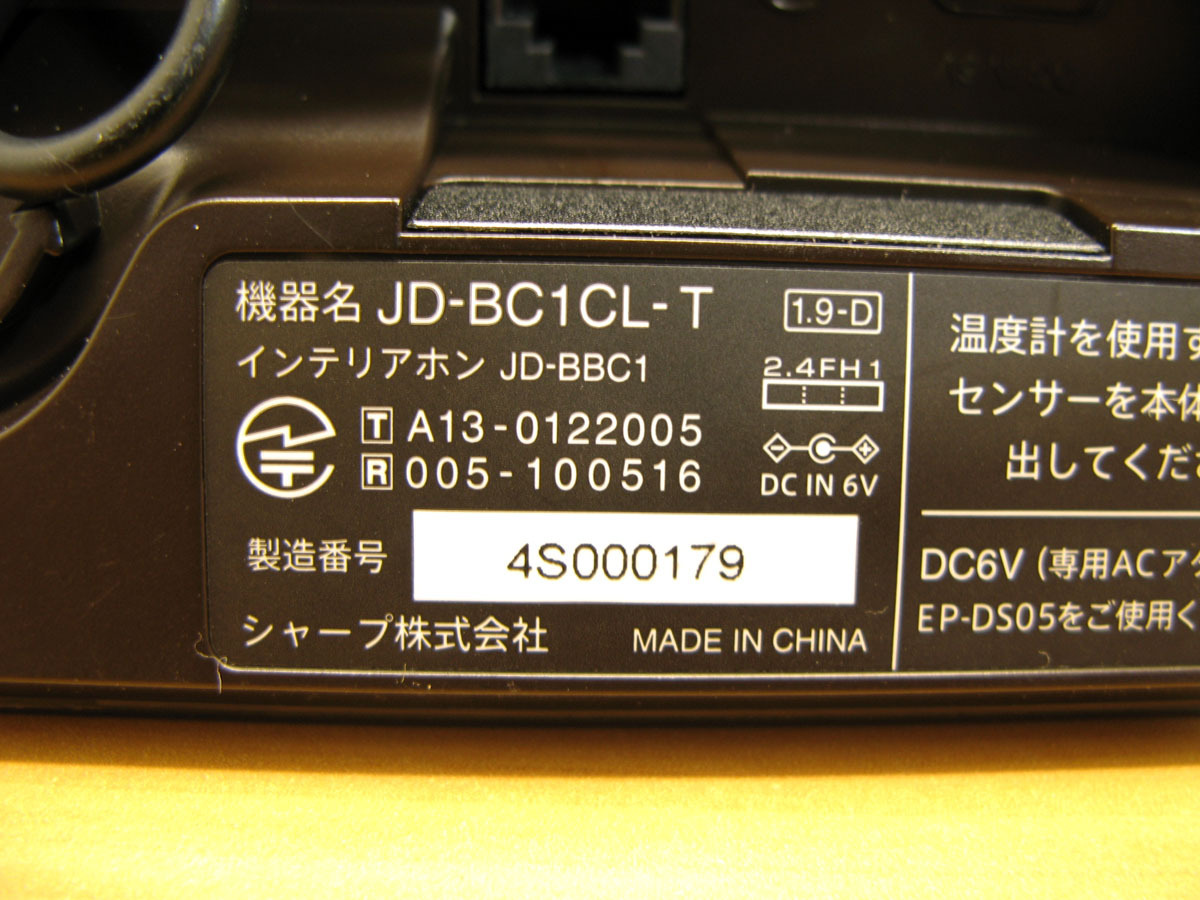 機器名 JD-BC1CL-T
1.9-D
インテリアホン JD-BBC1
2.4FH1
T A13-0122005
R 005-100516
DC IN 6V
製造番号 4S000179
シャープ株式会社 MADE IN CHINA
温度計を使用す
センサーを本体
出してくだ
DC6V (専用ACア
EP-DS05をご使用く